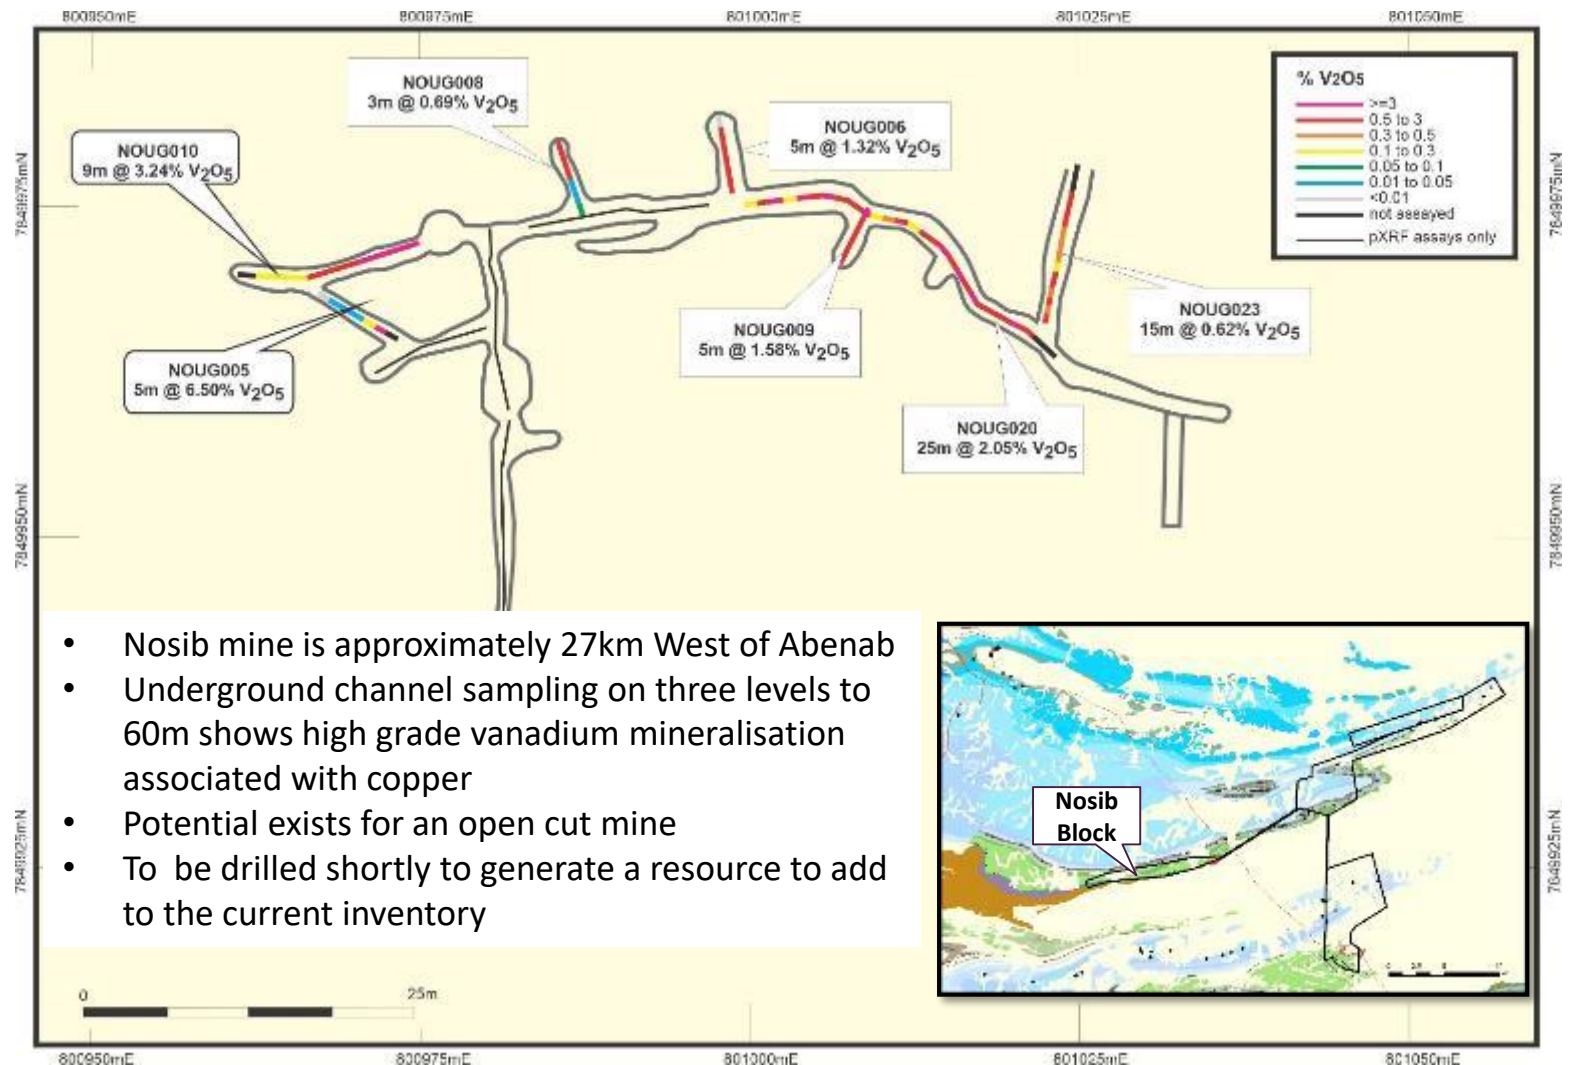 800950mE 800975mE 801000mE 801025mE 801050mE
NOUG008
3m @ 0.69% V2O5
NOUG010
9m @ 3.24% V2O5
NOUG006
5m @ 1.32% V2O5
% V2O5
>=3
0.5 to 3
0.3 to 0.5
0.1 to 0.3
0.05 to 0.1
0.01 to 0.05
<0.01
not assayed
pXRF assays only
7849975mN
7849975mN
NOUG005
5m @ 6.50% V2O5
NOUG009
5m @ 1.58% V2O5
NOUG023
15m @ 0.62% V2O5
NOUG020
25m @ 2.05% V2O5
7849950mN
7849950mN
• Nosib mine is approximately 27km West of Abenab
• Underground channel sampling on three levels to
60m shows high grade vanadium mineralisation
associated with copper
• Potential exists for an open cut mine
• To be drilled shortly to generate a resource to add
to the current inventory
Nosib
Block
7849925mN
7849925mN
0 25m
800950mE 800975mE 801000mE 801025mE 801050mE